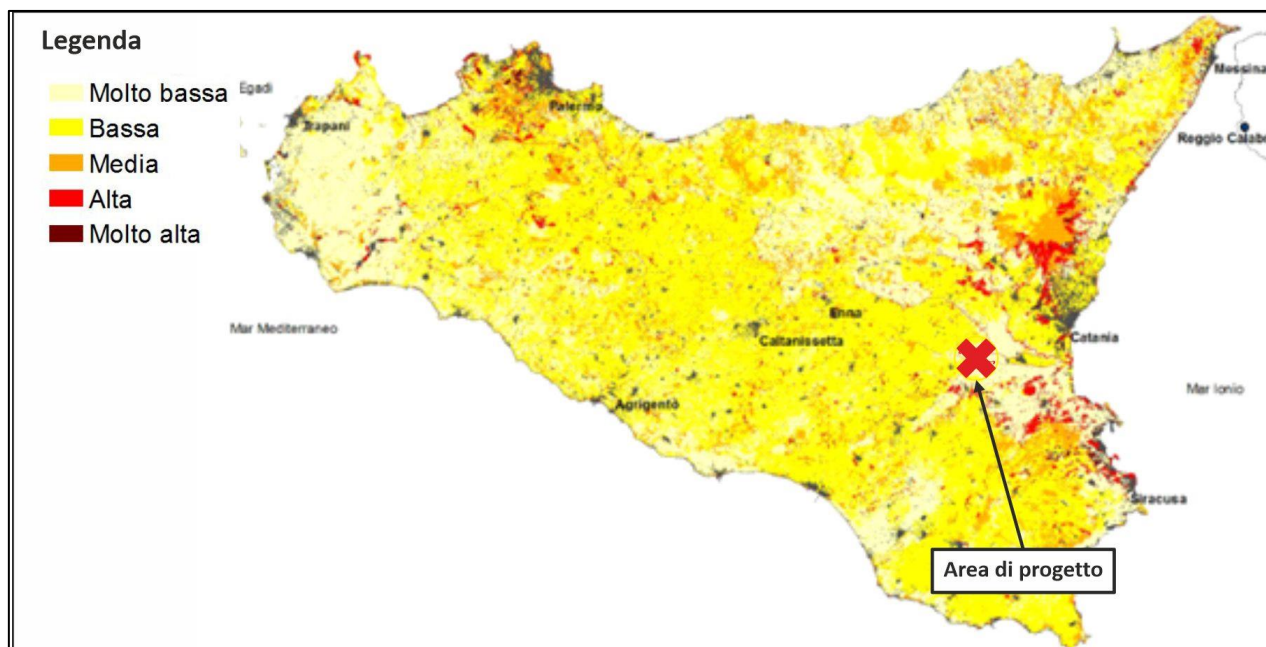 Legenda
Molto bassa
Bassa
Media
Alta
Molto alta
Egadi
Trapani
Palermo
Messina
Reggio Calab
Mar Mediterraneo
Enna
Caltanissetta
Catania
Agrigento
Mar Ionio
Siracusa
Area di progetto